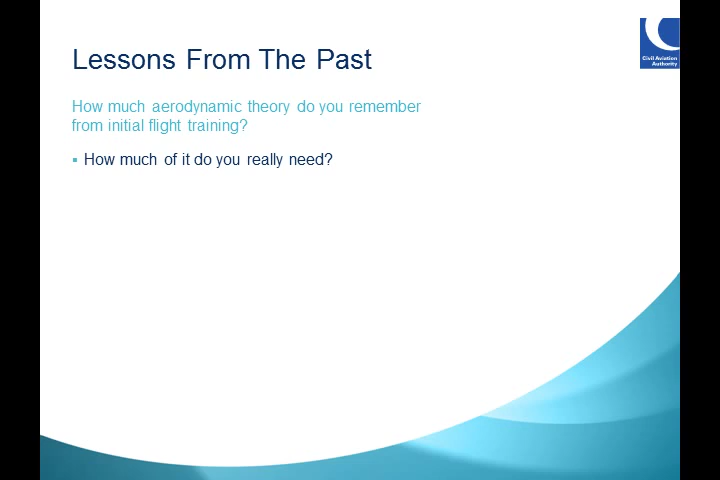 Lessons From The Past
Civil Aviation
Authority
How much aerodynamic theory do you remember
from initial flight training?
▪ How much of it do you really need?